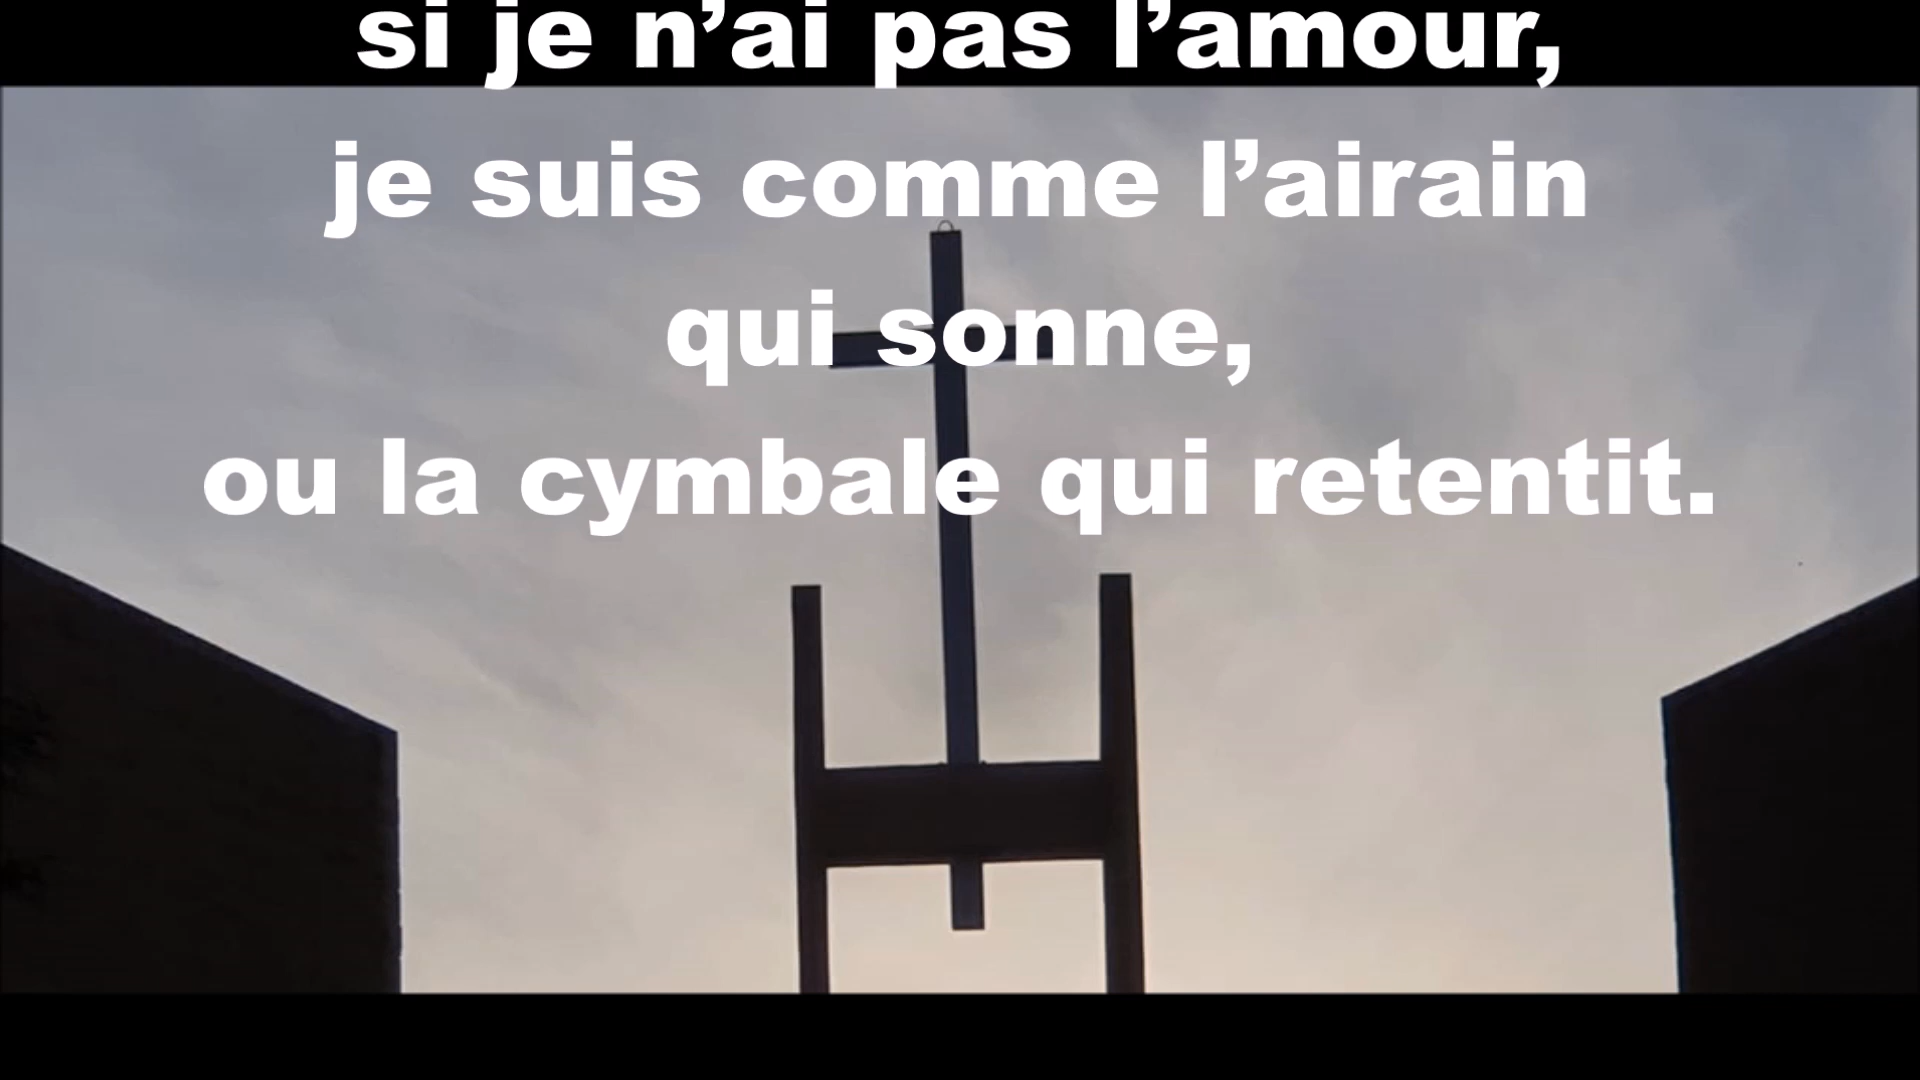 si je n’ai pas l’amour,
je suis comme l’airain
qui sonne,
ou la cymbale qui retentit.